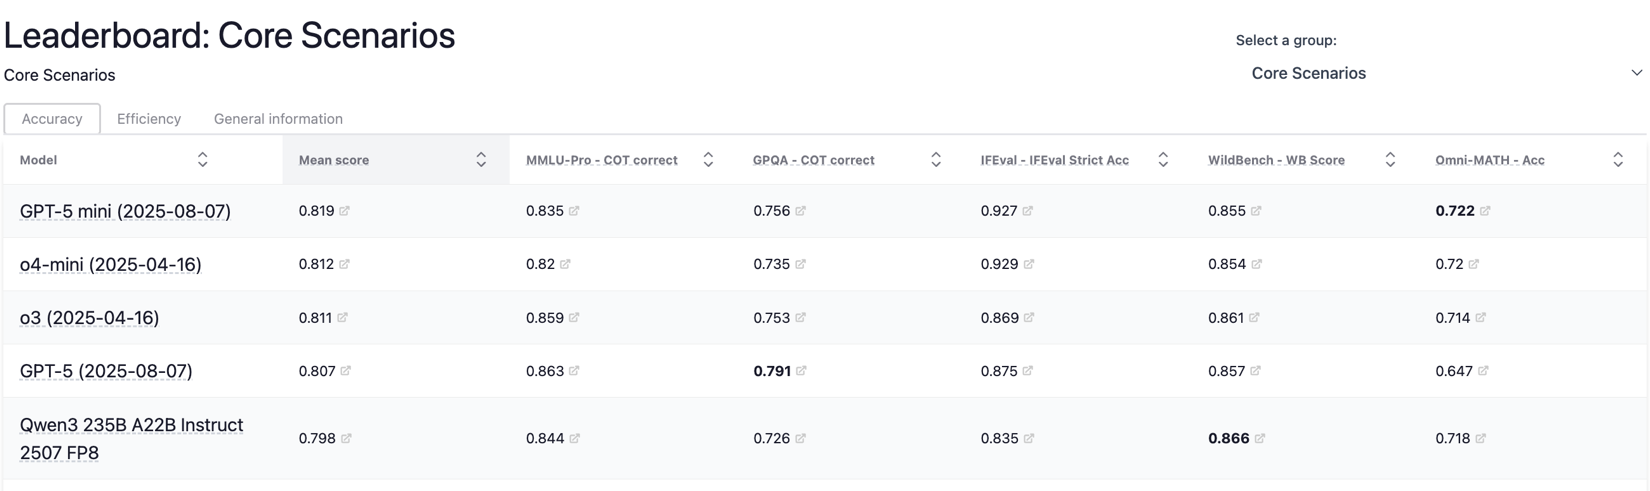 Leaderboard: Core Scenarios
Select a group:
Core Scenarios
Core Scenarios
Accuracy Efficiency General information
Model Mean score MMLU-Pro - COT correct GPQA - COT correct IFEval - IFEval Strict Acc WildBench - WB Score Omni-MATH - Acc
GPT-5 mini (2025-08-07) 0.819 0.835 0.756 0.927 0.855 0.722
o4-mini (2025-04-16) 0.812 0.82 0.735 0.929 0.854 0.72
o3 (2025-04-16) 0.811 0.859 0.753 0.869 0.861 0.714
GPT-5 (2025-08-07) 0.807 0.863 0.791 0.875 0.857 0.647
Qwen3 235B A22B Instruct
2507 FP8 0.798 0.844 0.726 0.835 0.866 0.718